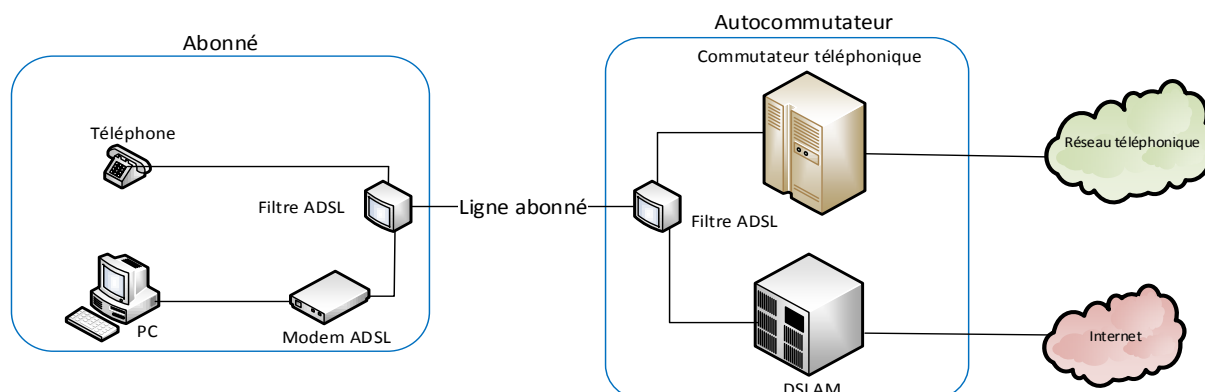 Abonné
Autocommutateur
Commutateur téléphonique
Téléphone
Réseau téléphonique
Filtre ADSL
Ligne abonné
Filtre ADSL
PC
Modem ADSL
Internet
DSLAM